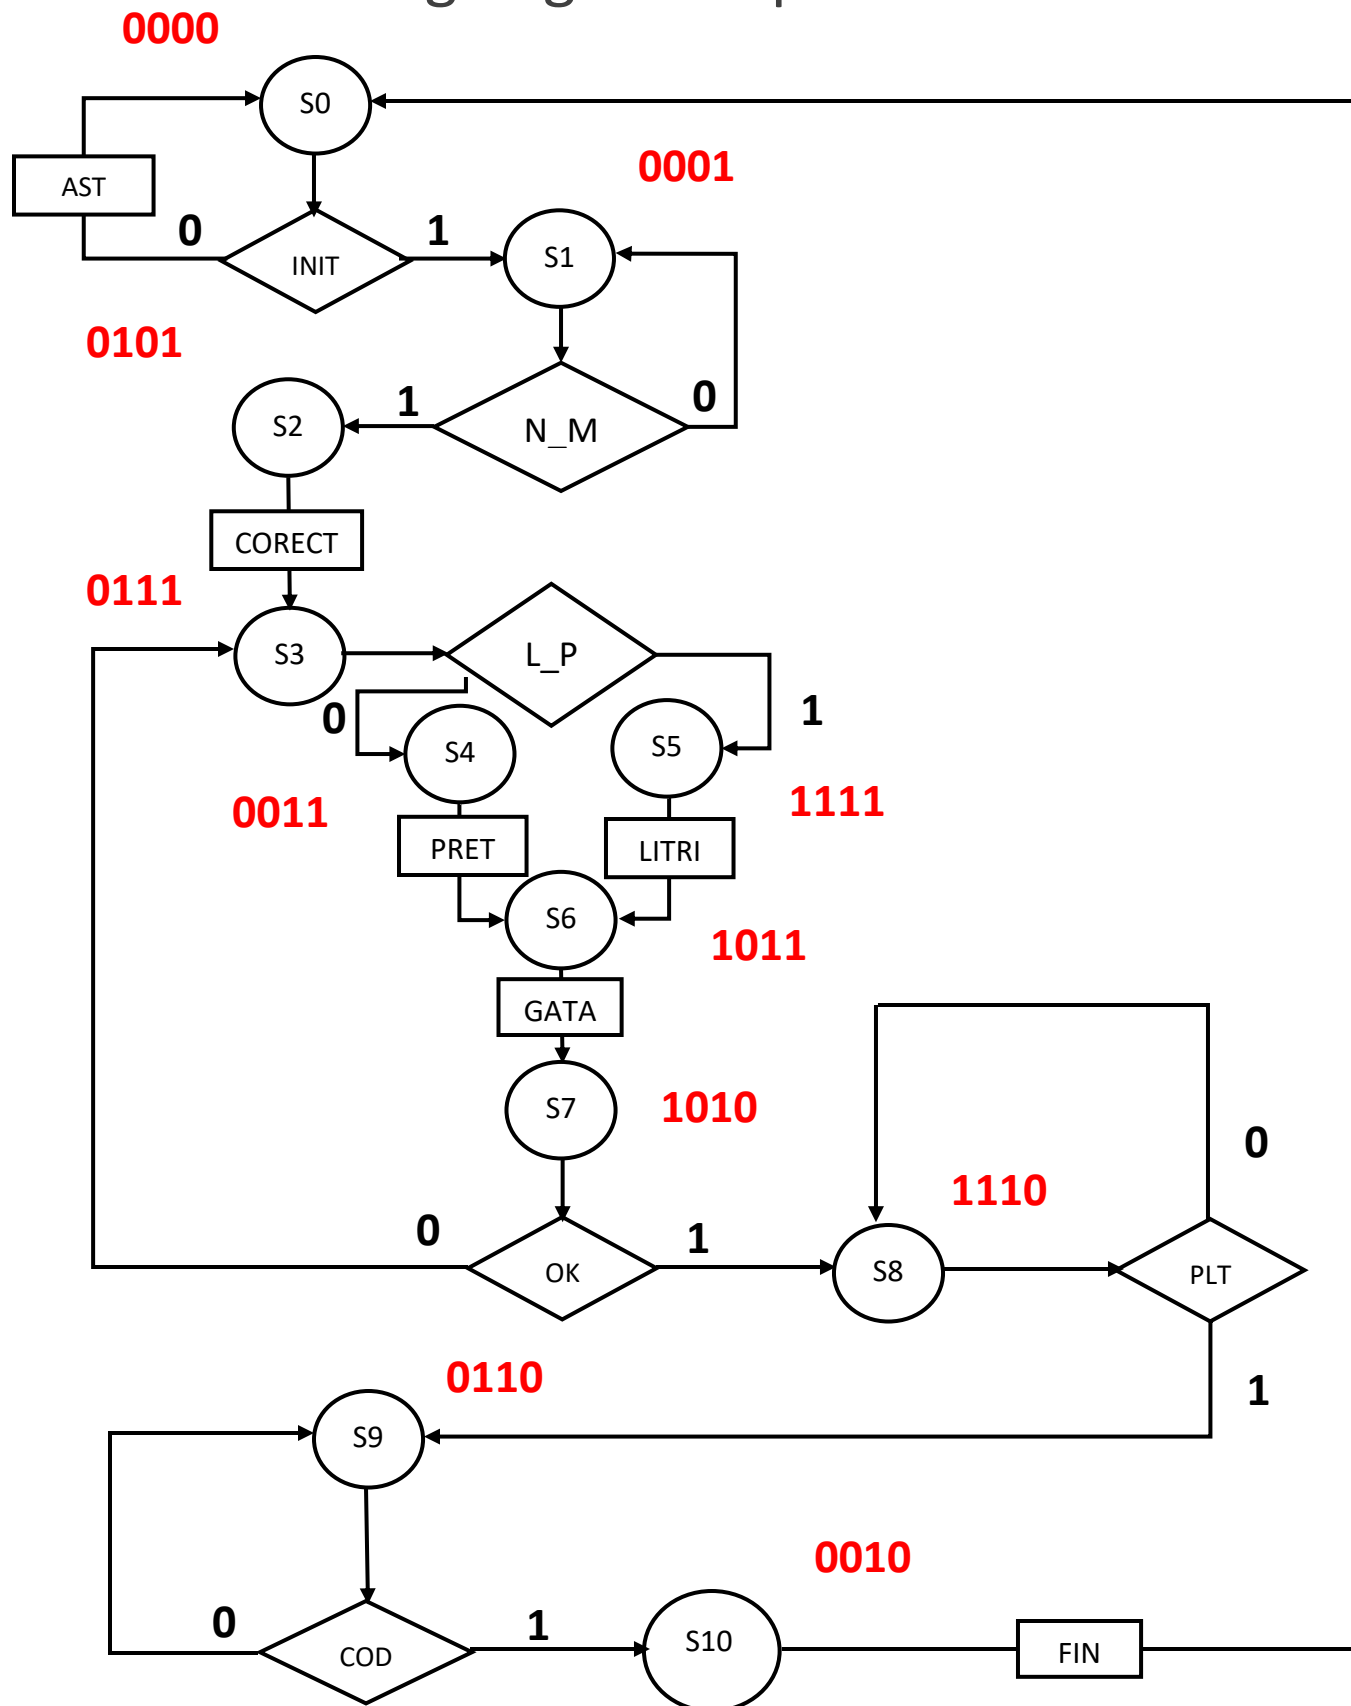 0000
S0
0001
AST
0
1
INIT
S1
0101
1
0
S2
N_M
CORECT
0111
S3
L_P
0
1
S4
S5
0011
1111
PRET
LITRI
S6
1011
GATA
S7
1010
0
1110
0
1
OK
S8
PLT
0110
1
S9
0010
0
1
COD
S10
FIN